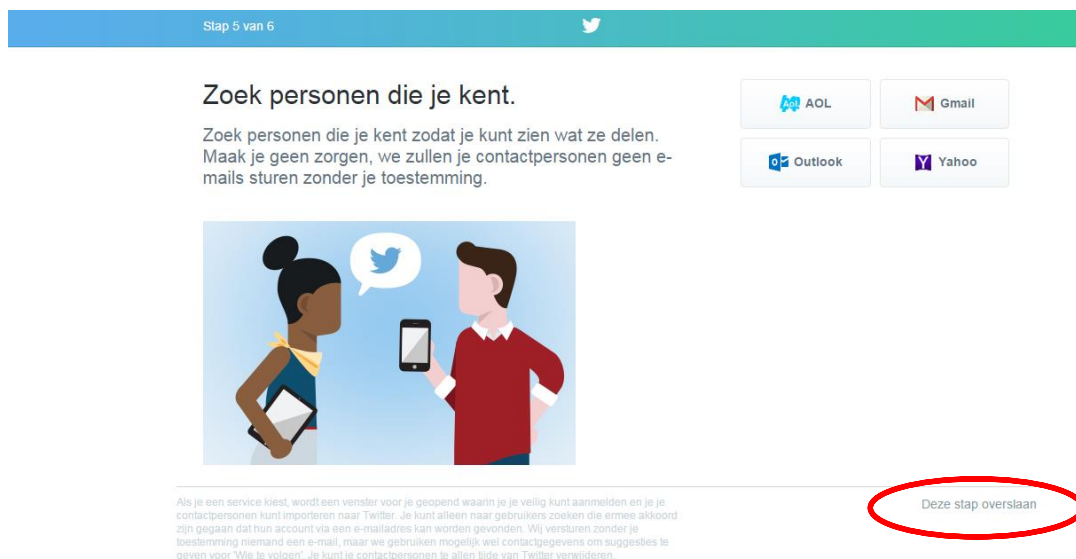 Stap 5 van 6
Zoek personen die je kent.
Zoek personen die je kent zodat je kunt zien wat ze delen.
Maak je geen zorgen, we zullen je contactpersonen geen e-
mails sturen zonder je toestemming.
AOL
Gmail
Outlook
Yahoo
Als je een service kiest, wordt een venster voor je geopend waarin je je veilig kunt aanmelden en je je
contactpersonen kunt importeren naar Twitter. Je kunt alleen naar gebruikers zoeken die ermee akkoord
zijn gegaan dat hun account via een e-mailadres kan worden gevonden. Wij versturen zonder je
toestemming niemand een e-mail, maar we gebruiken mogelijk wel contactgegevens om suggesties te
geven voor 'Wie te volgen'. Je kunt je contactpersonen te allen tijde van Twitter verwijderen.
Deze stap overslaan